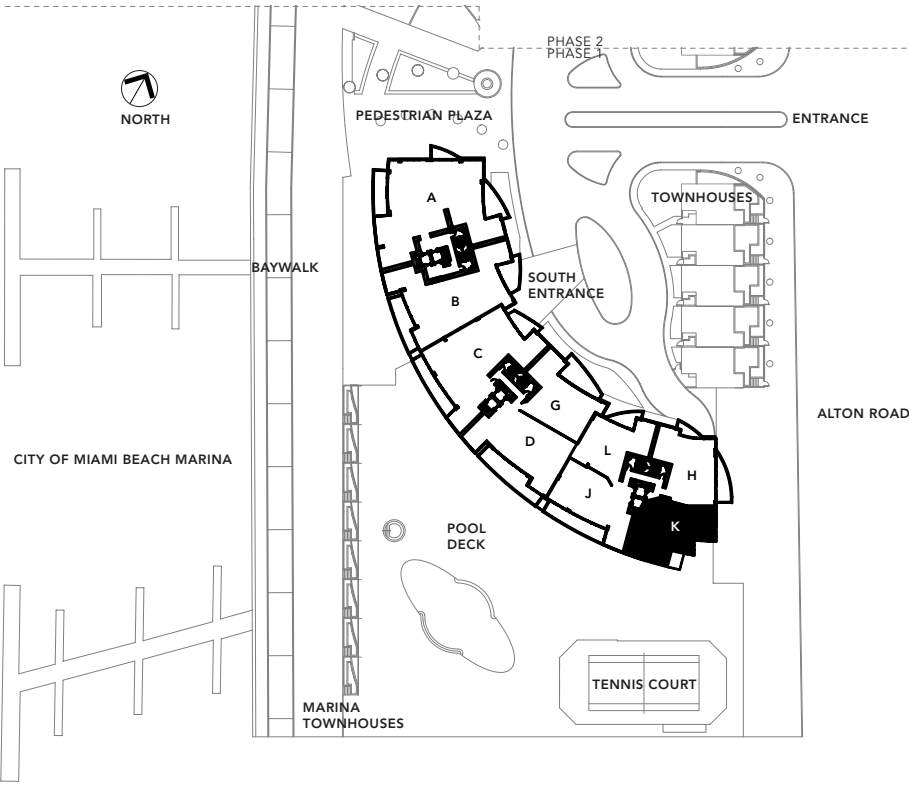 PHASE 2
PHASE 1
NORTH
PEDESTRIAN PLAZA
ENTRANCE
A
TOWNHOUSES
BAYWALK
SOUTH
ENTRANCE
B
C
G
ALTON ROAD
D
L
CITY OF MIAMI BEACH MARINA
H
J
K
POOL
DECK
TENNIS COURT
MARINA
TOWNHOUSES